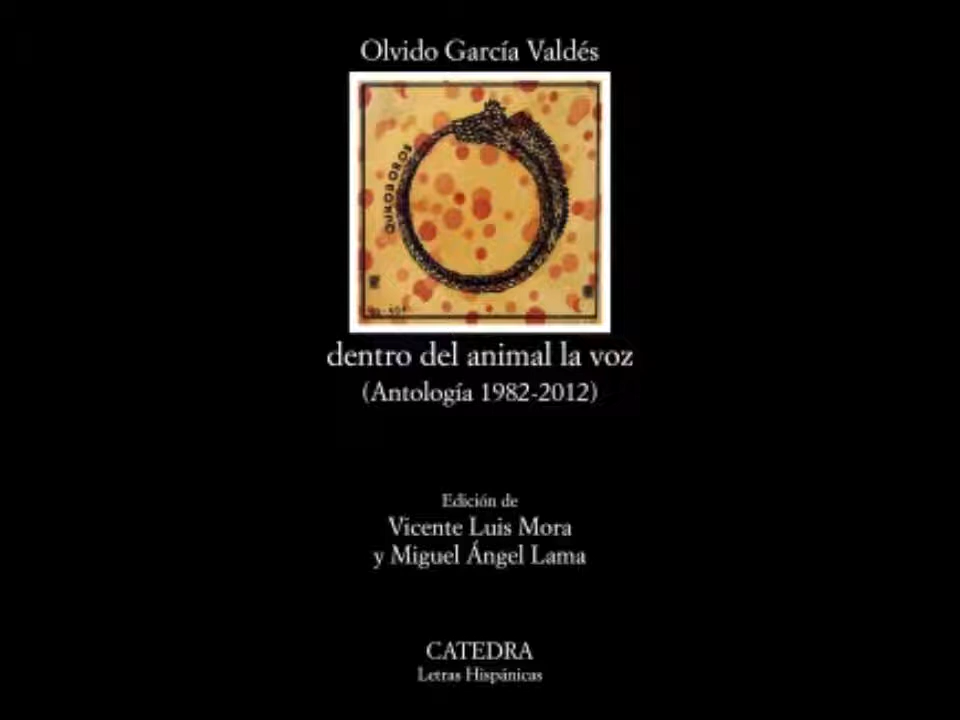 Olvido García Valdés
OUROBOROS
dentro del animal la voz
(Antología 1982-2012)
Edición de
Vicente Luis Mora
y Miguel Ángel Lama
CATEDRA
Letras Hispánicas